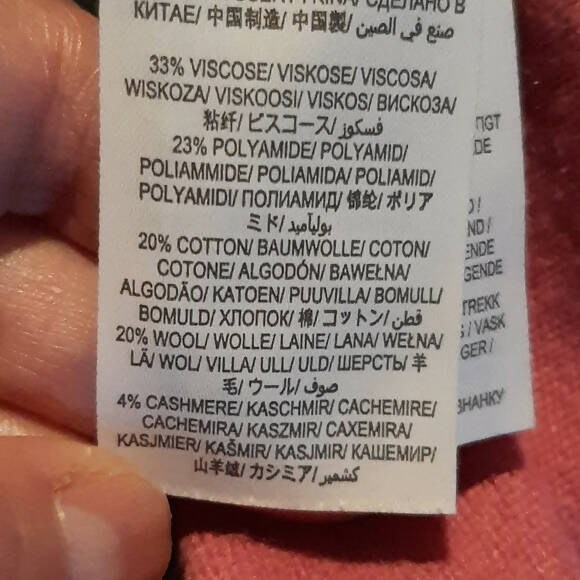 СДЕЛАНО В
КИТАЕ/ 中国制造/ 中国製/ صنع في الصين
33% VISCOSE/ VISKOSE/ VISCOSA/
WISKOZA/ VISKOOSI/ VISKOS/ ВИСКОЗА/
粘纤/ ビスコース/ فسكوز
23% POLYAMIDE/ POLYAMID/
POLIAMMIDE/ POLIAMIDA/ POLIAMID/
POLYAMIDI/ ПОЛИАМИД/ 锦纶/ ポリア
ミド/ بولياميد
20% COTTON/ BAUMWOLLE/ COTON/
COTONE/ ALGODÓN/ BAWEŁNA/
ALGODÃO/ KATOEN/ PUUVILLA/ BOMULL/
BOMULD/ ХЛОПОК/ 棉/ コットン/ قطن
20% WOOL/ WOLLE/ LAINE/ LANA/ WEŁNA/
LÃ/ WOL/ VILLA/ ULL/ ULD/ ШЕРСТЬ/ 羊
毛/ ウール/ صوف
4% CASHMERE/ KASCHMIR/ CACHEMIRE/
CACHEMIRA/ KASZMIR/ CAXEMIRA/
KASJMIER/ KAŠMIR/ KASJMIR/ КАШЕМИР/
山羊绒/ カシミア/ كشمير
VASK